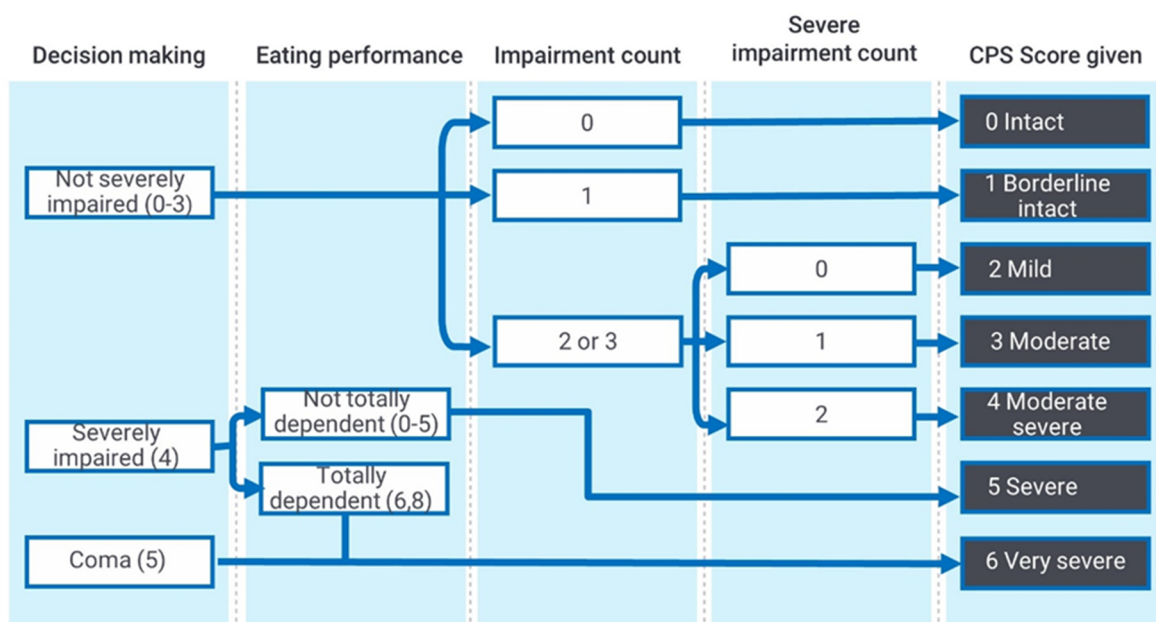 Decision making
Eating performance
Impairment count
Severe
impairment count
CPS Score given
0
0 Intact
Not severely
impaired (0-3)
1
1 Borderline
intact
0
2 Mild
2 or 3
1
3 Moderate
Not totally
dependent (0-5)
2
4 Moderate
severe
Severely
impaired (4)
Totally
dependent (6,8)
5 Severe
Coma (5)
6 Very severe